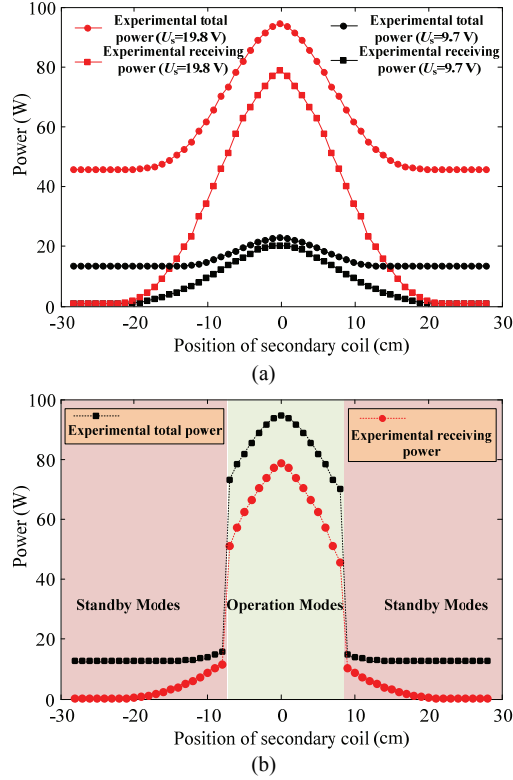 100
80
60
40
20
0
Power (W)
Experimental total
power (Us=19.8 V)
Experimental receiving
power (Us=19.8 V)
Experimental total
power (Us=9.7 V)
Experimental receiving
power (Us=9.7 V)
-30 -20 -10 0 10 20 30
Position of secondary coil (cm)
(a)
100
80
60
40
20
0
Power (W)
Experimental total power
Experimental receiving
power
Standby Modes Operation Modes Standby Modes
-30 -20 -10 0 10 20 30
Position of secondary coil (cm)
(b)